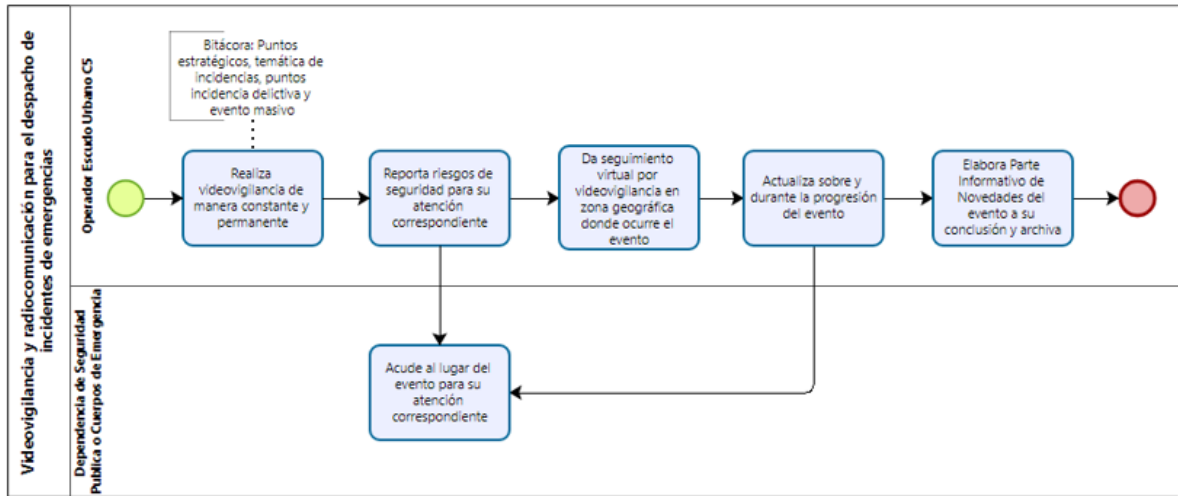 Videovigilancia y radiocomunicación para el despacho de
incidentes de emergencias
Operador Escudo Urbano C5
Bitácora: Puntos
estratégicos, temática de
incidencias, puntos
incidencia delictiva y
evento masivo
Realiza
videovigilancia de
manera constante y
permanente
Reporta riesgos de
seguridad para su
atención
correspondiente
Da seguimiento
virtual por
videovigilancia en
zona geográfica
donde ocurre el
evento
Actualiza sobre y
durante la progresión
del evento
Elabora Parte
Informativo de
Novedades del
evento a su
conclusión y archiva
Dependencia de Seguridad
Publica o Cuerpos de Emergencia
Acude al lugar del
evento para su
atención
correspondiente